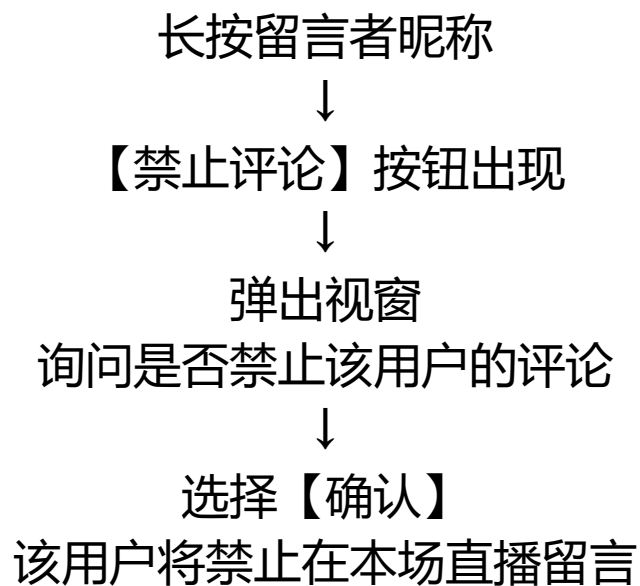 长按留言者昵称
↓
【禁止评论】按钮出现
↓
弹出视窗
询问是否禁止该用户的评论
↓
选择【确认】
该用户将禁止在本场直播留言